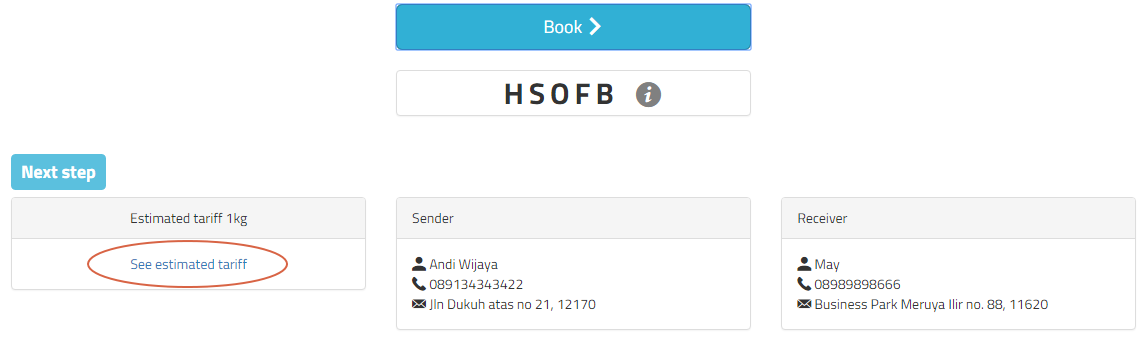 Book
HSOFB
Next step
Estimated tariff 1kg
See estimated tariff
Sender
Andi Wijaya
089134343422
Jln Dukuh atas no 21, 12170
Receiver
May
08989898666
Business Park Meruya Ilir no. 88, 11620